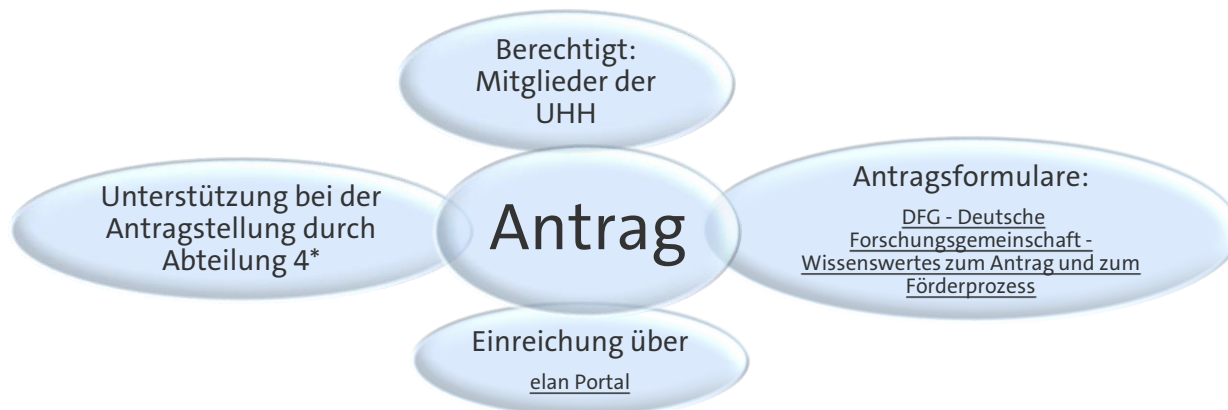 Berechtigt:
Mitglieder der
UHH
Unterstützung bei der
Antragstellung durch
Abteilung 4*
Antrag
Antragsformulare:
DFG - Deutsche
Forschungsgemeinschaft -
Wissenswertes zum Antrag und zum
Förderprozess
Einreichung über
elan Portal